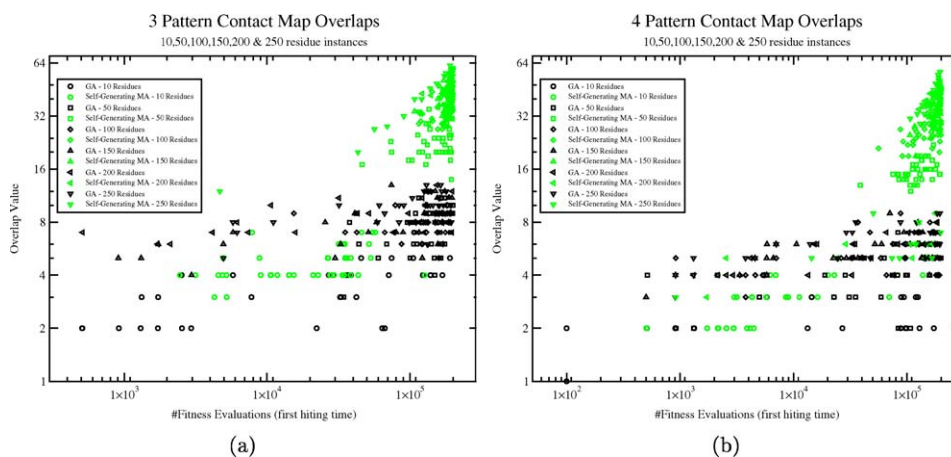 3 Pattern Contact Map Overlaps
10,50,100,150,200 & 250 residue instances
64
32
16
8
4
2
1
Overlap Value
GA - 10 Residues
Self-Generating MA - 10 Residues
GA - 50 Residues
Self-Generating MA - 50 Residues
GA - 100 Residues
Self-Generating MA - 100 Residues
GA - 150 Residues
Self-Generating MA - 150 Residues
GA - 200 Residues
Self-Generating MA - 200 Residues
GA - 250 Residues
Self-Generating MA - 250 Residues
1×10³ 1×10⁴ 1×10⁵
#Fitness Evaluations (first hiting time)
(a)
4 Pattern Contact Map Overlaps
10,50,100,150,200 & 250 residue instances
64
32
16
8
4
2
1
Overlap Value
GA - 10 Residues
Self-Generating MA - 10 Residues
GA - 50 Residues
Self-Generating MA - 50 Residues
GA - 100 Residues
Self-Generating MA - 100 Residues
GA - 150 Residues
Self-Generating MA - 150 Residues
GA - 200 Residues
Self-Generating MA - 200 Residues
GA - 250 Residues
Self-Generating MA - 250 Residues
1×10² 1×10³ 1×10⁴ 1×10⁵
#Fitness Evaluations (first hiting time)
(b)